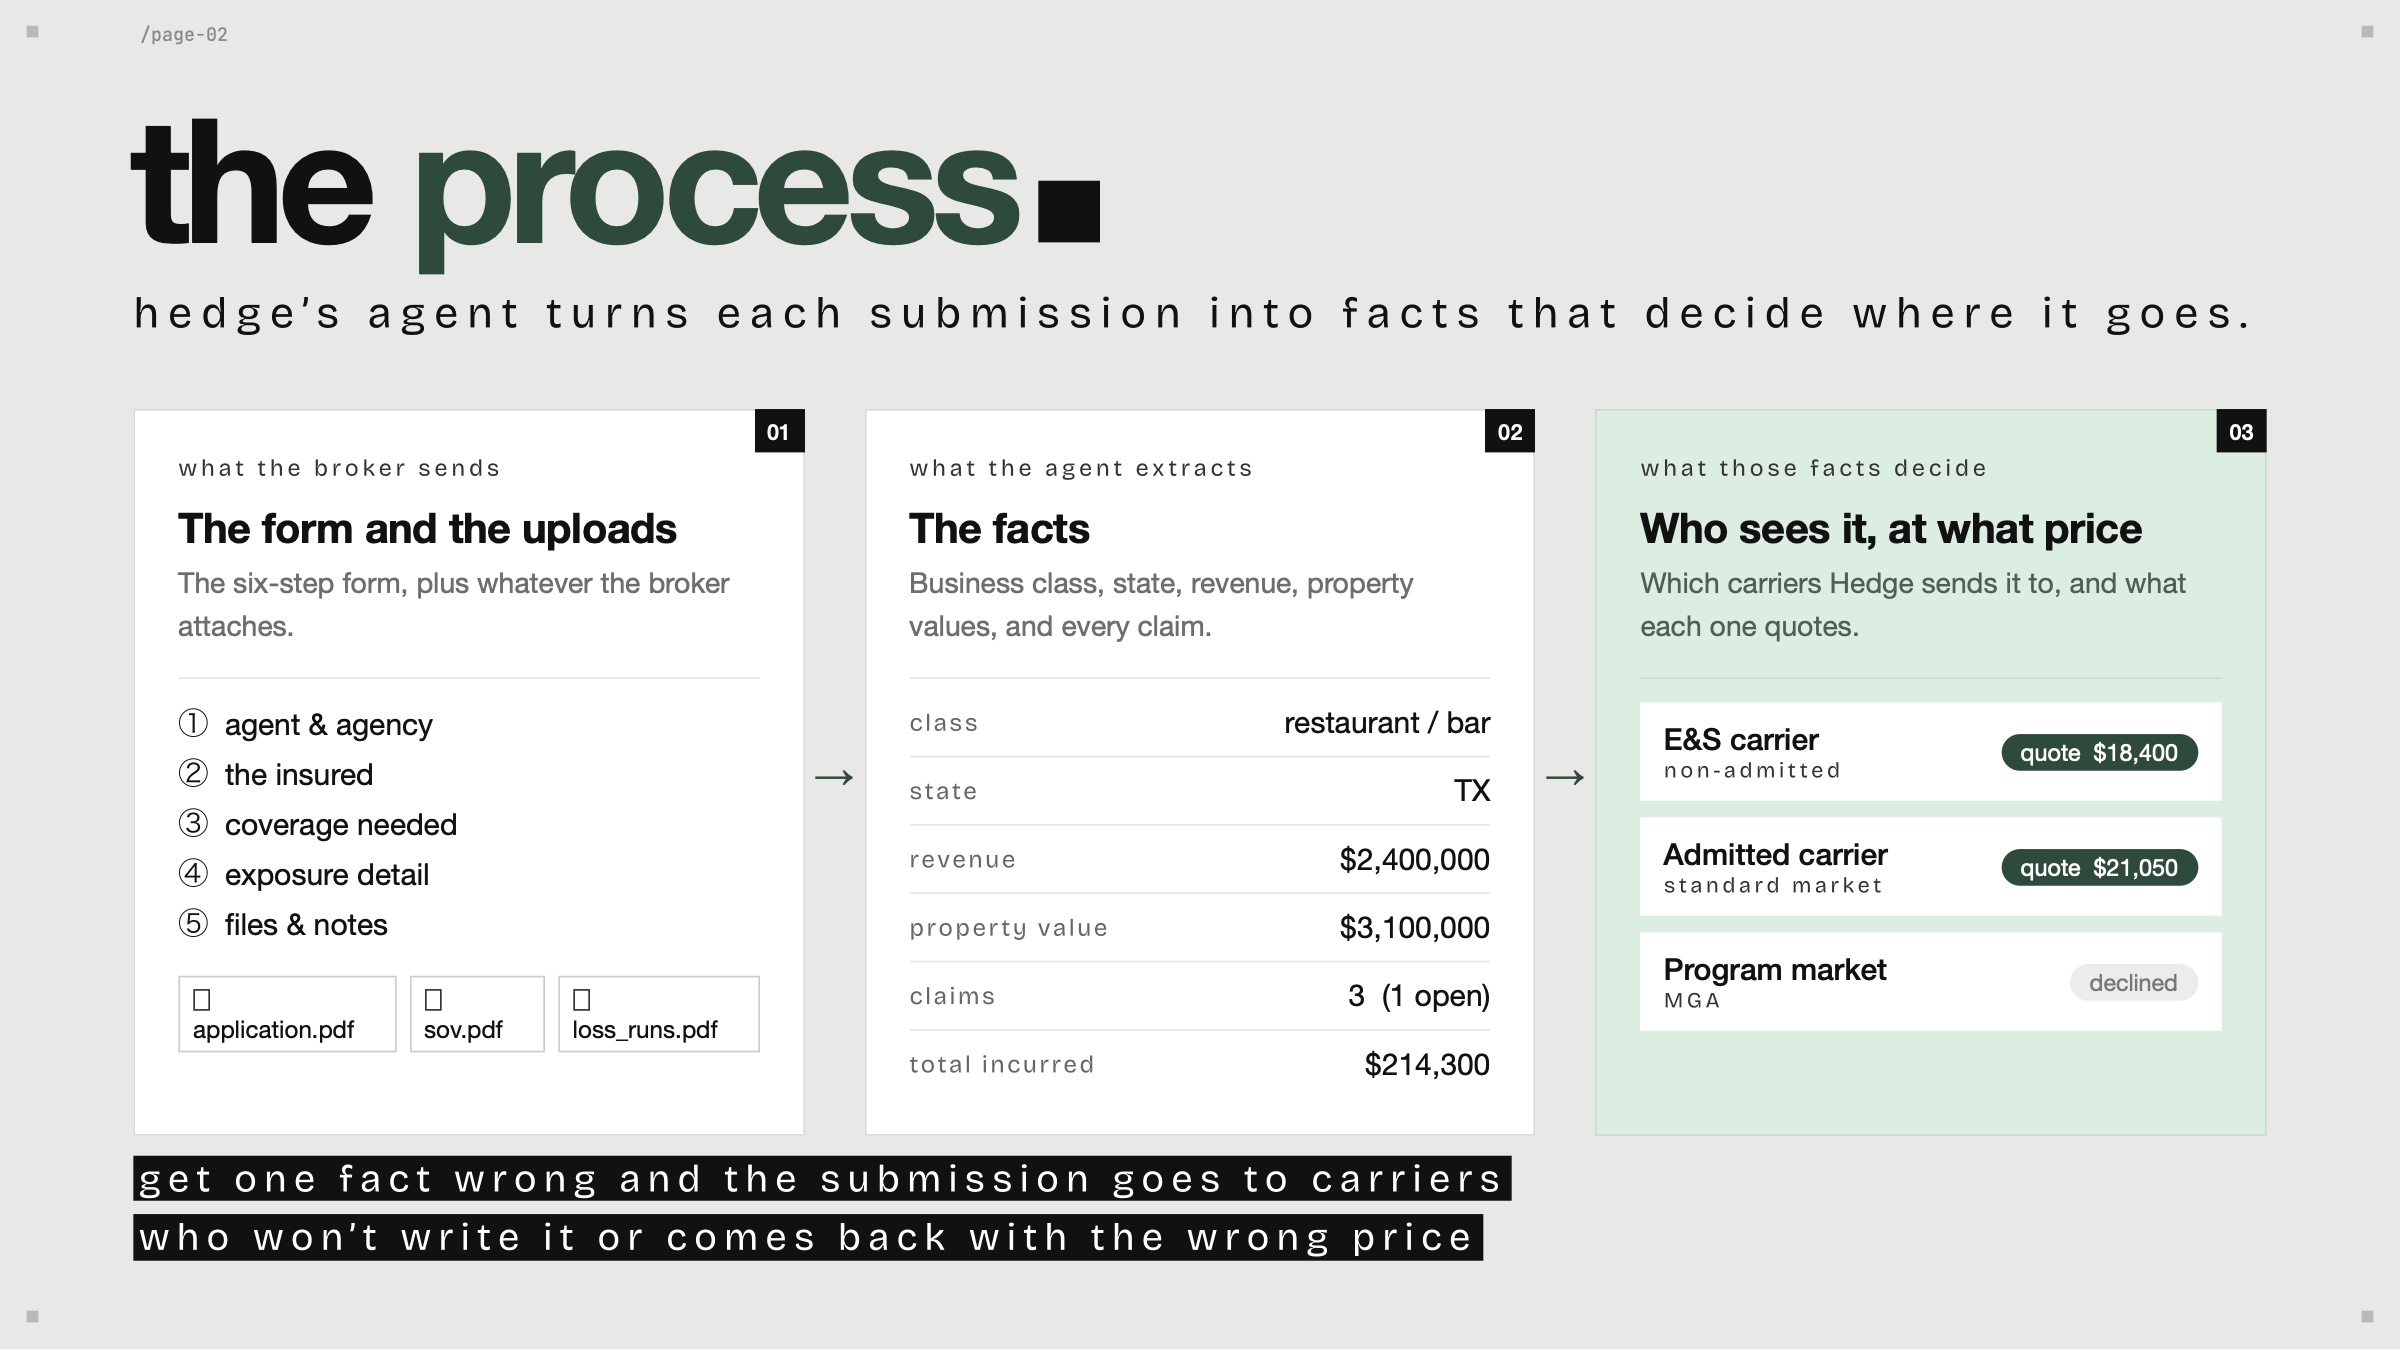 /page-02
the process
hedge's agent turns each submission into facts that decide where it goes.
01
what the broker sends
The form and the uploads
The six-step form, plus whatever the broker
attaches.
① agent & agency
② the insured
③ coverage needed
④ exposure detail
⑤ files & notes
application.pdf
sov.pdf
loss_runs.pdf
→
02
what the agent extracts
The facts
Business class, state, revenue, property
values, and every claim.
class restaurant / bar
state TX
revenue $2,400,000
property value $3,100,000
claims 3 (1 open)
total incurred $214,300
→
03
what those facts decide
Who sees it, at what price
Which carriers Hedge sends it to, and what
each one quotes.
E&S carrier
non-admitted
quote $18,400
Admitted carrier
standard market
quote $21,050
Program market
MGA
declined
get one fact wrong and the submission goes to carriers
who won't write it or comes back with the wrong price